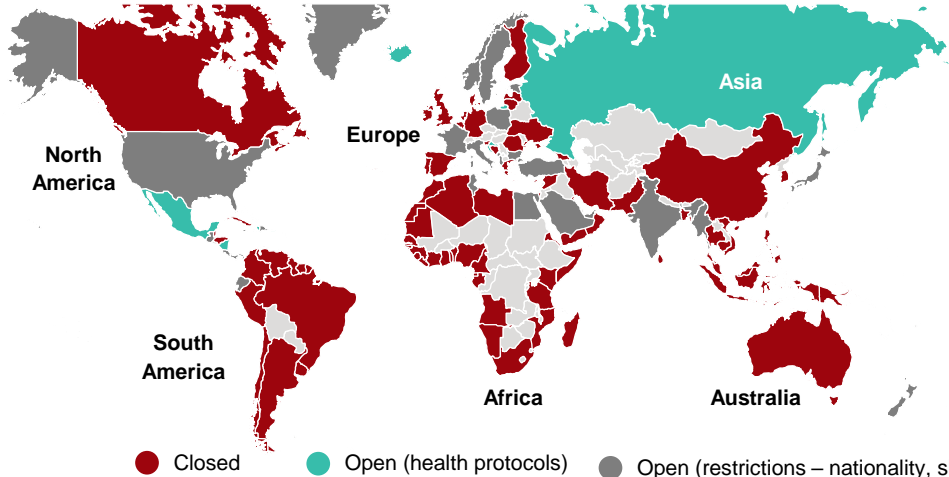 Asia
Europe
North
America
South
America
Africa
Australia
Closed
Open (health protocols)
Open (restrictions – nationality, s